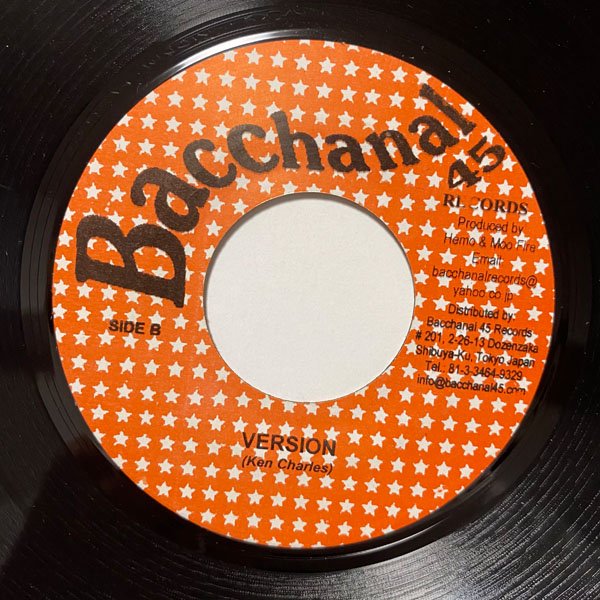 Bacchanal
45
RECORDS
Produced by
Hemo & Moo Fire
Email
bacchanalrecords@
yahoo.co.jp
Distributed by:
Bacchanal 45 Records
# 201, 2-26-13 Dozenzaka
Shibuya-Ku, Tokyo Japan
Tel.: 81-3-3464-9329
info@bacchanal45.com
SIDE B
VERSION
(Ken Charles)